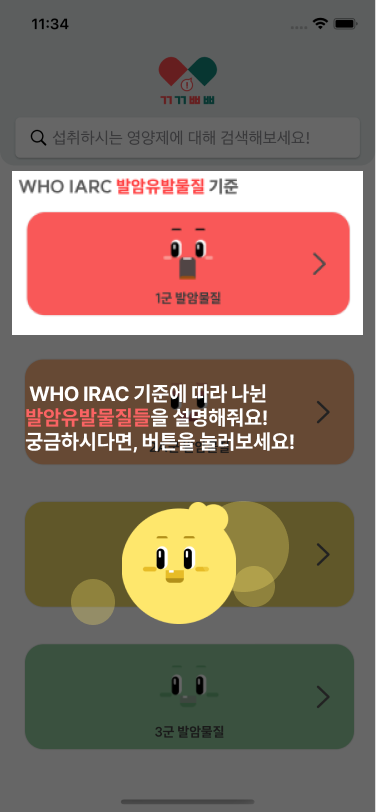 11:34
ㄲㄲ ㅃㅃ
섭취하시는 영양제에 대해 검색해보세요!
WHO IARC 발암유발물질 기준
1군 발암물질
WHO IRAC 기준에 따라 나뉜
발암유발물질들을 설명해줘요!
궁금하시다면, 버튼을 눌러보세요!
3군 발암물질